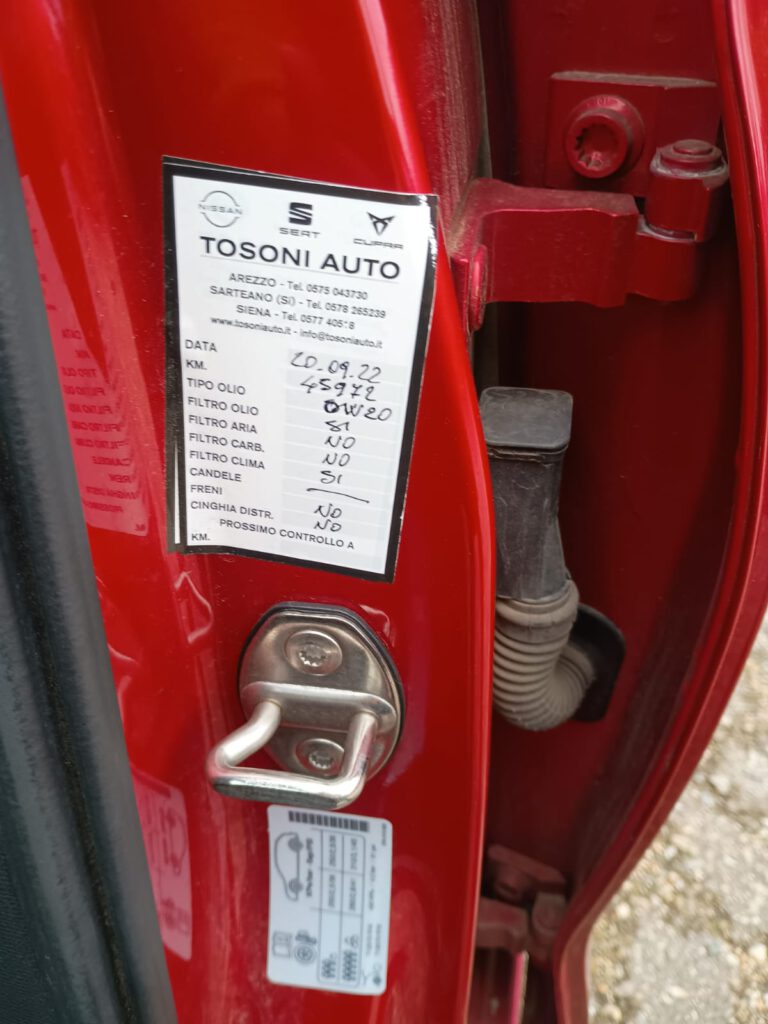 NISSAN
SEAT
CUPRA
TOSONI AUTO
AREZZO - Tel. 0575 043730
SARTEANO (SI) - Tel. 0578 265239
SIENA - Tel. 0577 40518
www.tosoniauto.it - info@tosoniauto.it
DATA 20-09-22
KM. 45972
TIPO OLIO 0W20
FILTRO OLIO SI
FILTRO ARIA NO
FILTRO CARB. NO
FILTRO CLIMA SI
CANDELE
FRENI NO
CINGHIA DISTR. NO
PROSSIMO CONTROLLO A
KM.